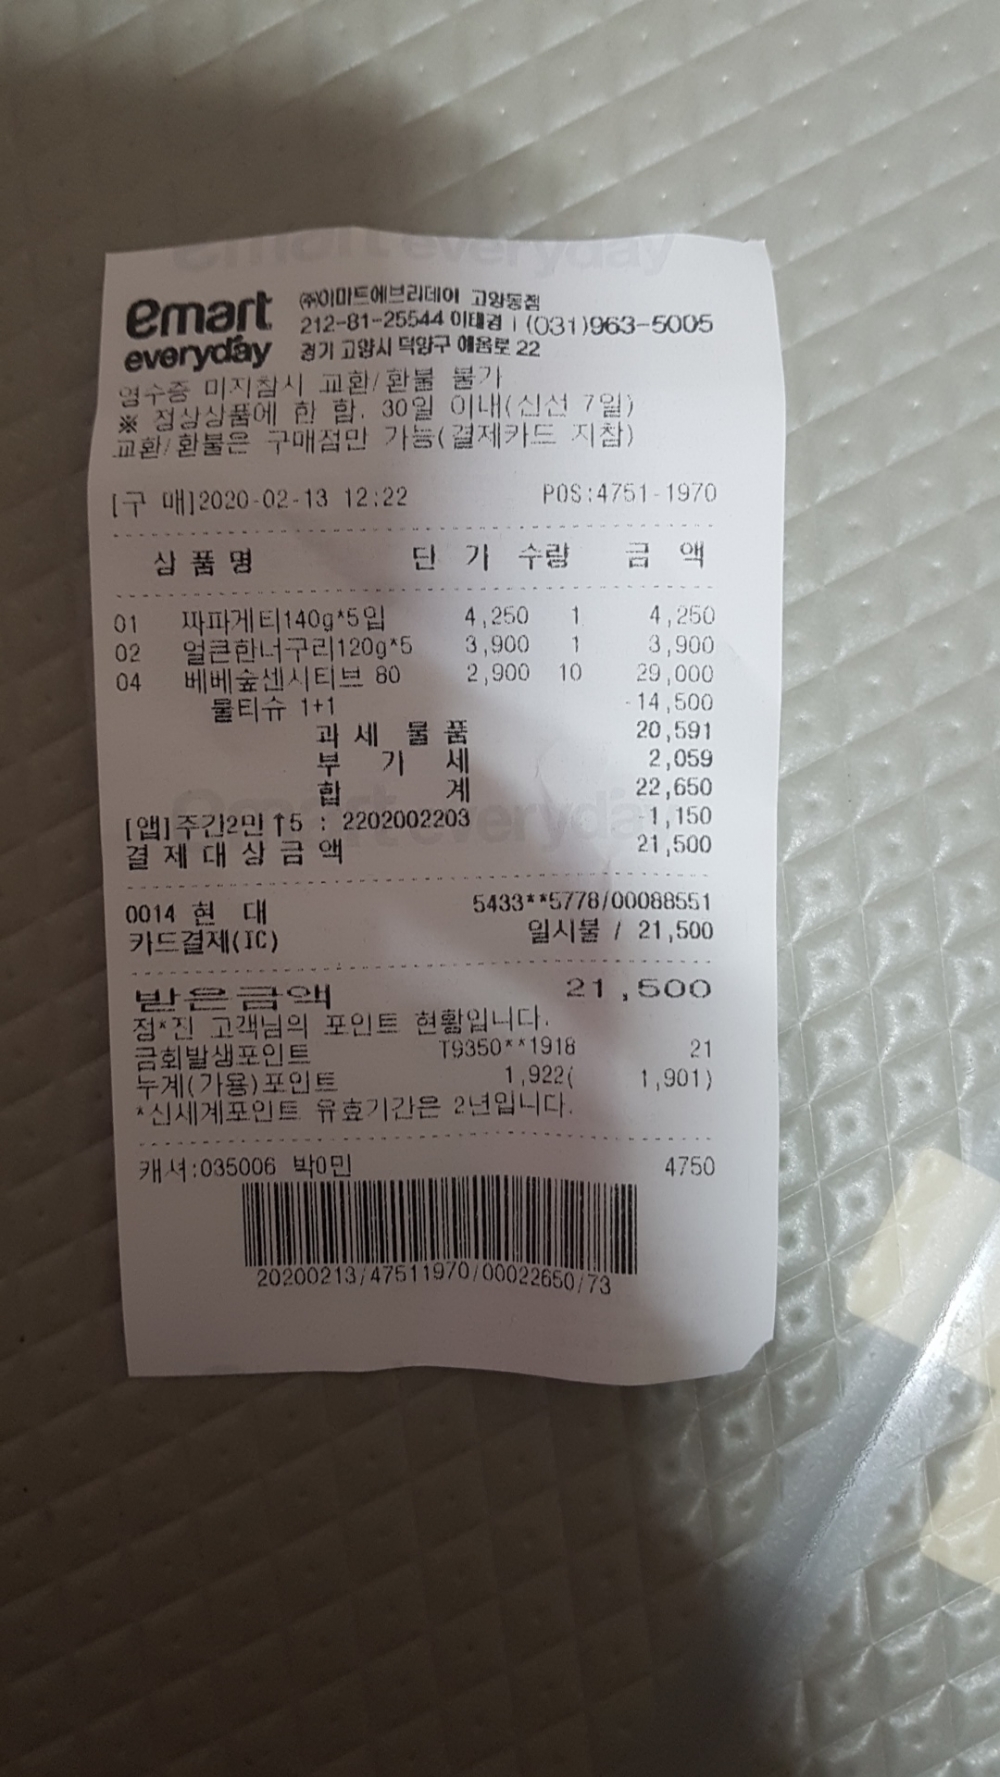 emart everyday
㈜이마트에브리데이 고양동점
212-81-25544 이태경 | (031)963-5005
경기 고양시 덕양구 혜음로 22
영수증 미지참시 교환/환불 불가
※ 정상상품에 한 함, 30일 이내(신선 7일)
교환/환불은 구매점만 가능(결제카드 지참)
[구 매]2020-02-13 12:22 POS:4751-1970
상 품 명 단 가 수량 금 액
01 짜파게티140g*5입 4,250 1 4,250
02 얼큰한너구리120g*5 3,900 1 3,900
04 베베숲센시티브 80 2,900 10 29,000
물티슈 1+1 -14,500
과 세 물 품 20,591
부 가 세 2,059
합 계 22,650
[앱]주간2만↑5 : 2202002203 -1,150
결 제 대 상 금 액 21,500
0014 현 대 5433**5778/00088551
카드결제(IC) 일시불 / 21,500
받은금액 21,500
정*진 고객님의 포인트 현황입니다.
금회발생포인트 T9350**1918 21
누계(가용)포인트 1,922( 1,901)
*신세계포인트 유효기간은 2년입니다.
캐셔:035006 박0민 4750
20200213/47511970/00022650/73